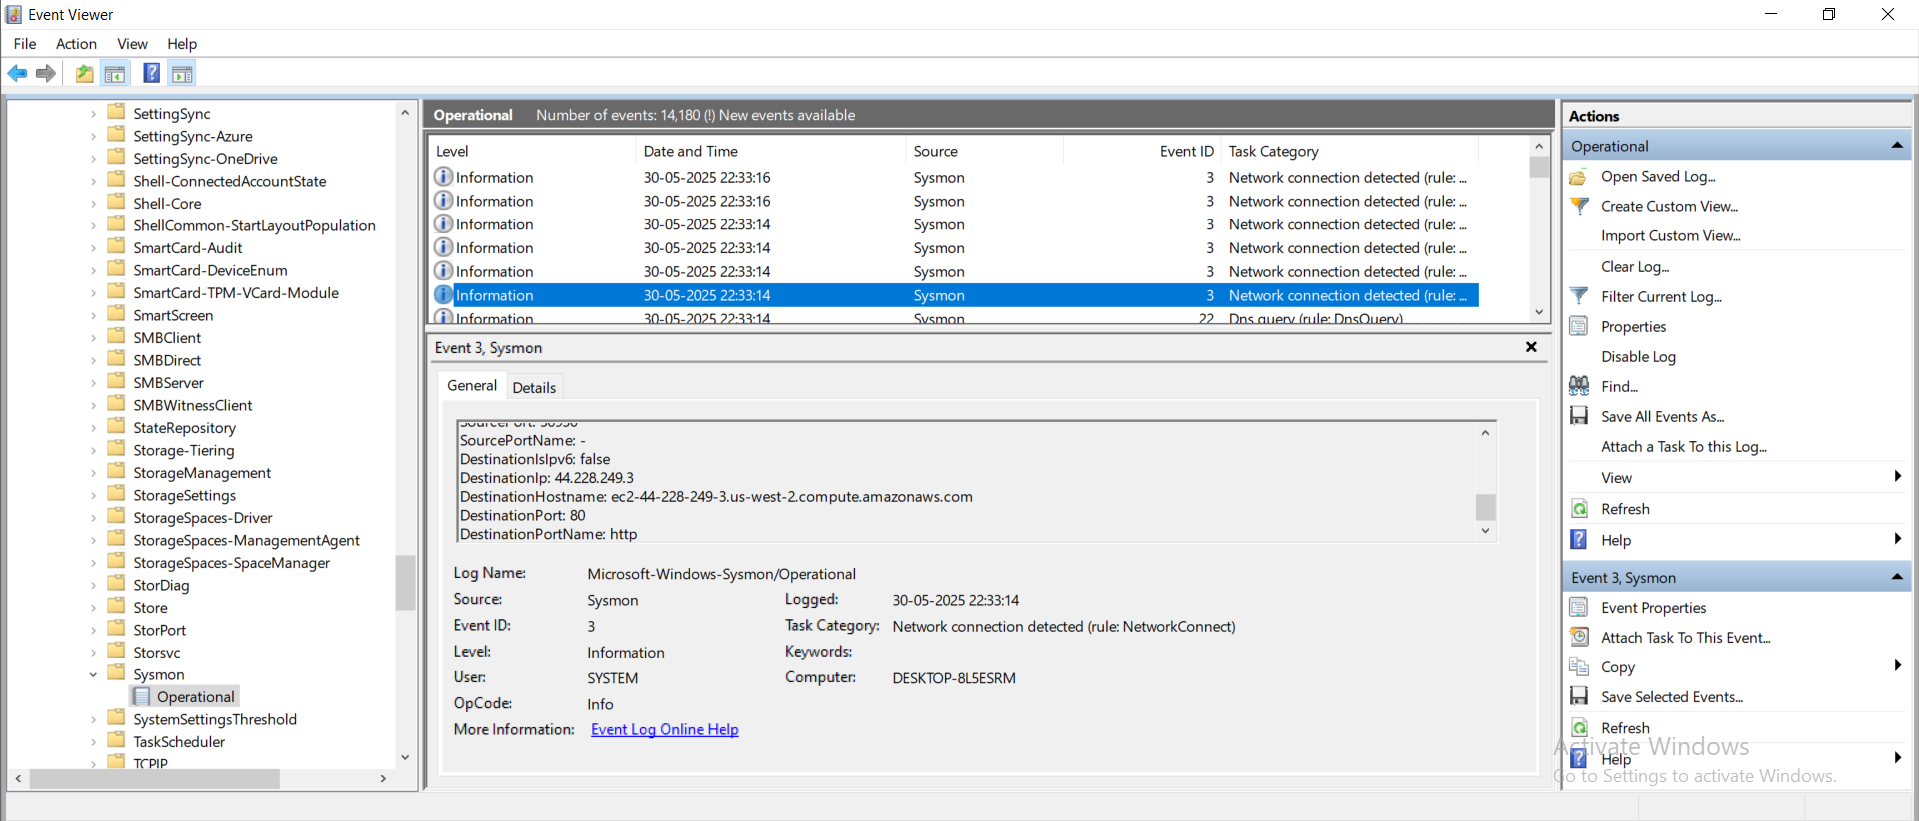 Event Viewer
File Action View Help
SettingSync
SettingSync-Azure
SettingSync-OneDrive
Shell-ConnectedAccountState
Shell-Core
ShellCommon-StartLayoutPopulation
SmartCard-Audit
SmartCard-DeviceEnum
SmartCard-TPM-VCard-Module
SmartScreen
SMBClient
SMBDirect
SMBServer
SMBWitnessClient
StateRepository
Storage-Tiering
StorageManagement
StorageSettings
StorageSpaces-Driver
StorageSpaces-ManagementAgent
StorageSpaces-SpaceManager
StorDiag
Store
StorPort
Storsvc
Sysmon
Operational
SystemSettingsThreshold
TaskScheduler
TCPIP
Operational Number of events: 14,180 (!) New events available
Level Date and Time Source Event ID Task Category
Information 30-05-2025 22:33:16 Sysmon 3 Network connection detected (rule: ...
Information 30-05-2025 22:33:16 Sysmon 3 Network connection detected (rule: ...
Information 30-05-2025 22:33:14 Sysmon 3 Network connection detected (rule: ...
Information 30-05-2025 22:33:14 Sysmon 3 Network connection detected (rule: ...
Information 30-05-2025 22:33:14 Sysmon 3 Network connection detected (rule: ...
Information 30-05-2025 22:33:14 Sysmon 3 Network connection detected (rule: ...
Information 30-05-2025 22:33:14 Sysmon 22 Dns query (rule: DnsQuery)
Event 3, Sysmon
General Details
SourcePortName: -
DestinationIsIpv6: false
DestinationIp: 44.228.249.3
DestinationHostname: ec2-44-228-249-3.us-west-2.compute.amazonaws.com
DestinationPort: 80
DestinationPortName: http
Log Name: Microsoft-Windows-Sysmon/Operational
Source: Sysmon Logged: 30-05-2025 22:33:14
Event ID: 3 Task Category: Network connection detected (rule: NetworkConnect)
Level: Information Keywords:
User: SYSTEM Computer: DESKTOP-8L5ESRM
OpCode: Info
More Information: Event Log Online Help
Actions
Operational
Open Saved Log...
Create Custom View...
Import Custom View...
Clear Log...
Filter Current Log...
Properties
Disable Log
Find...
Save All Events As...
Attach a Task To this Log...
View
Refresh
Help
Event 3, Sysmon
Event Properties
Attach Task To This Event...
Copy
Save Selected Events...
Refresh
Help
Activate Windows
Go to Settings to activate Windows.